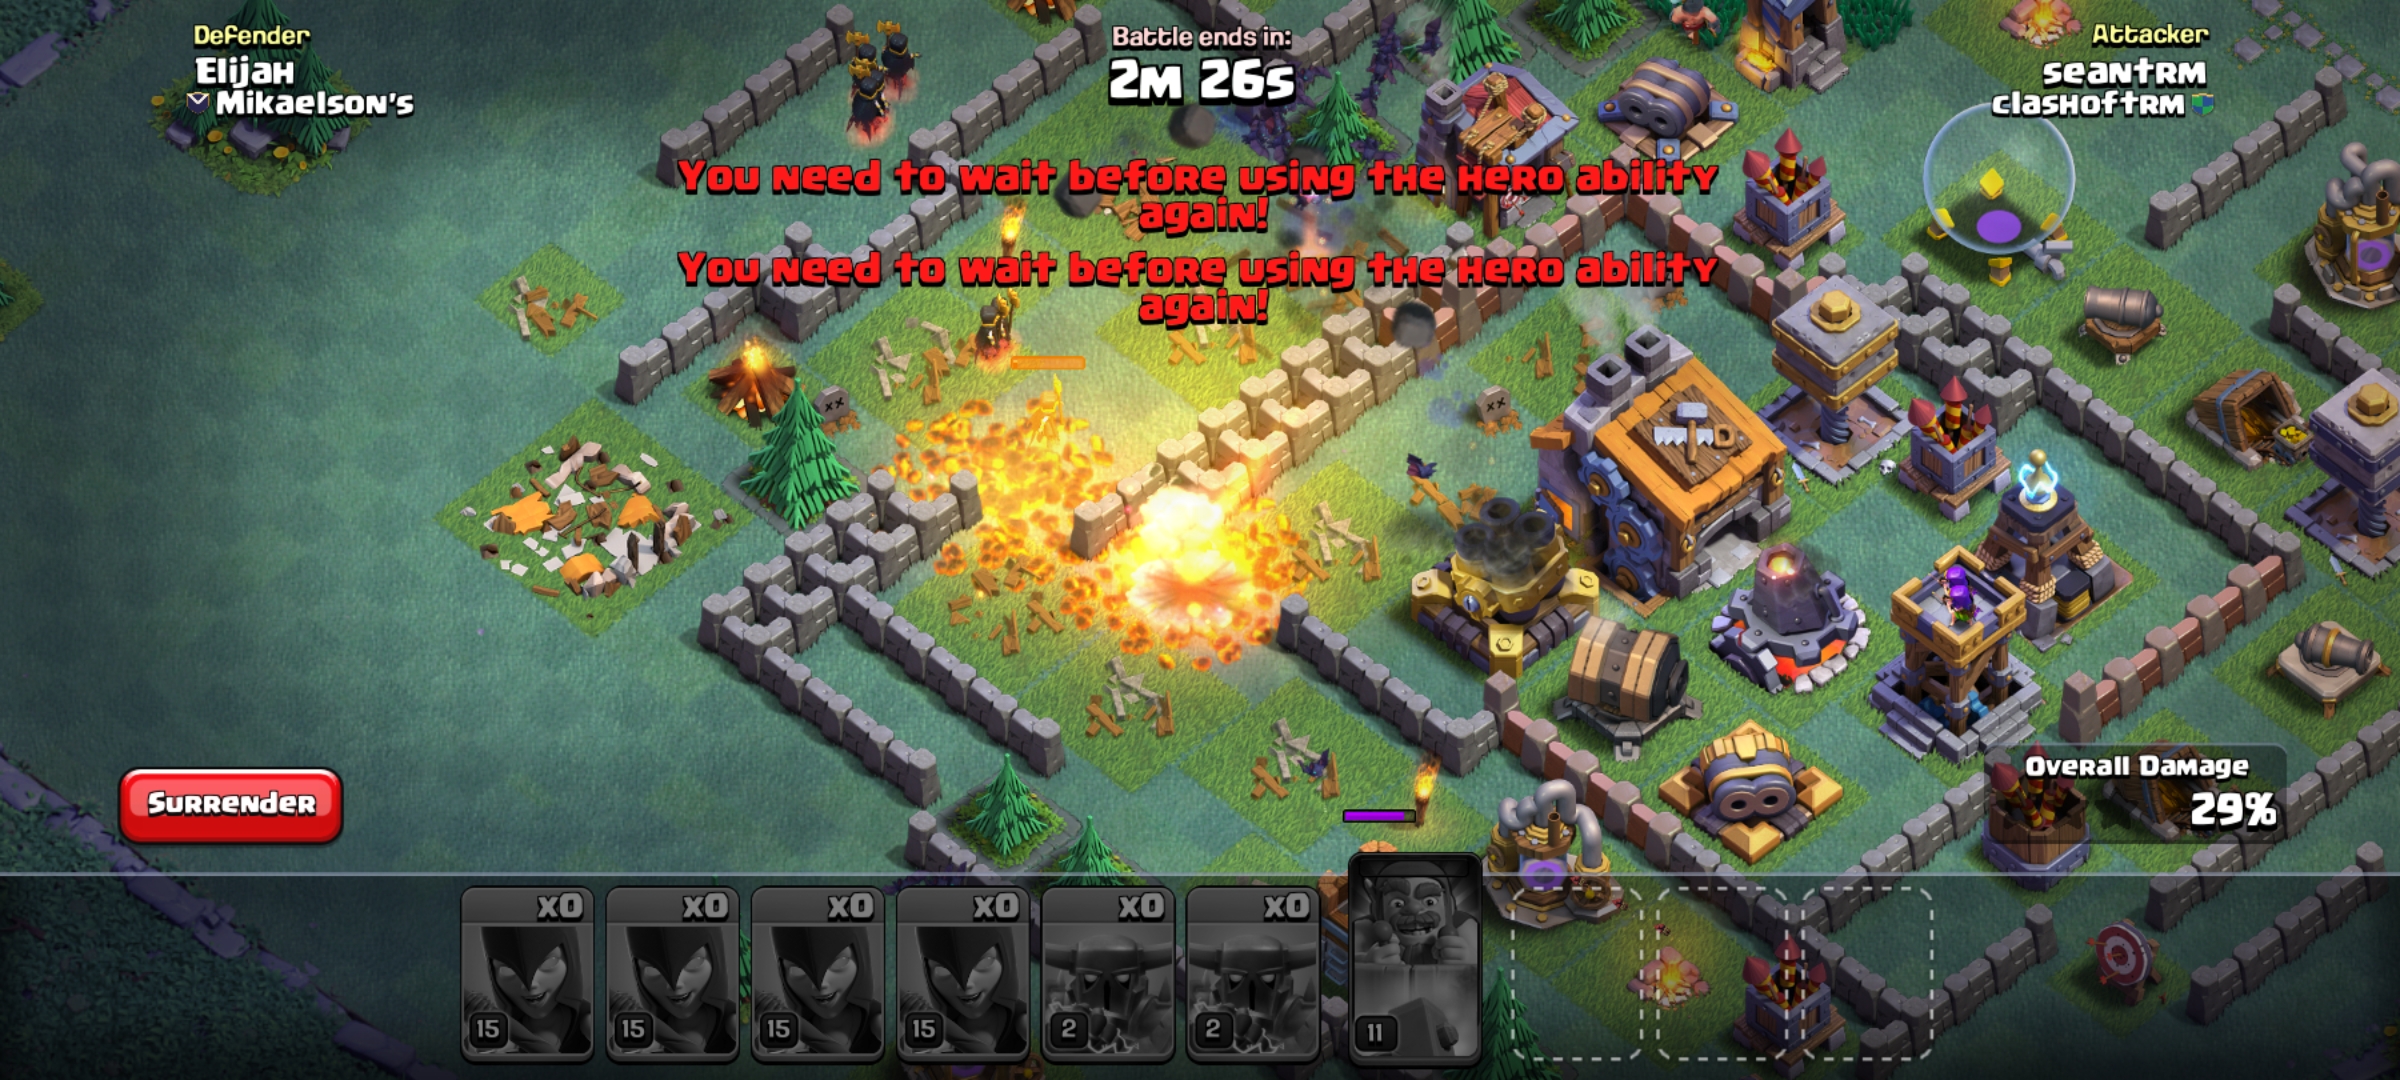 Defender
Elijah
Mikaelson's
Battle ends in:
2m 26s
Attacker
seantrm
clashoftrm
You need to wait before using the Hero ability
again!
You need to wait before using the Hero ability
again!
Surrender
Overall Damage
29%
x0
x0
x0
x0
x0
x0
15
15
15
15
2
2
11